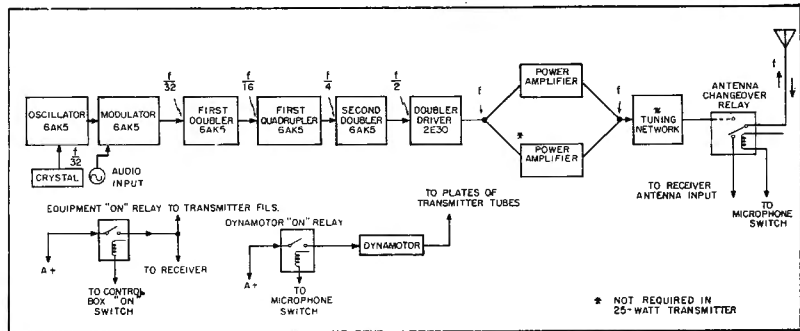 OSCILLATOR
6AK5
MODULATOR
6AK5
f/32
FIRST
DOUBLER
6AK5
f/16
FIRST
QUADRUPLER
6AK5
f/4
SECOND
DOUBLER
6AK5
f/2
DOUBLER
DRIVER
2E30
f
POWER
AMPLIFIER
*
POWER
AMPLIFIER
f
*
TUNING
NETWORK
ANTENNA
CHANGEOVER
RELAY
f
CRYSTAL
f/32
AUDIO
INPUT
TO RECEIVER
ANTENNA INPUT
TO
MICROPHONE
SWITCH
EQUIPMENT "ON" RELAY
TO TRANSMITTER FILS.
A+
TO RECEIVER
TO CONTROL
BOX "ON"
SWITCH
DYNAMOTOR "ON" RELAY
TO PLATES OF
TRANSMITTER TUBES
DYNAMOTOR
A+
TO
MICROPHONE
SWITCH
* NOT REQUIRED IN
25-WATT TRANSMITTER